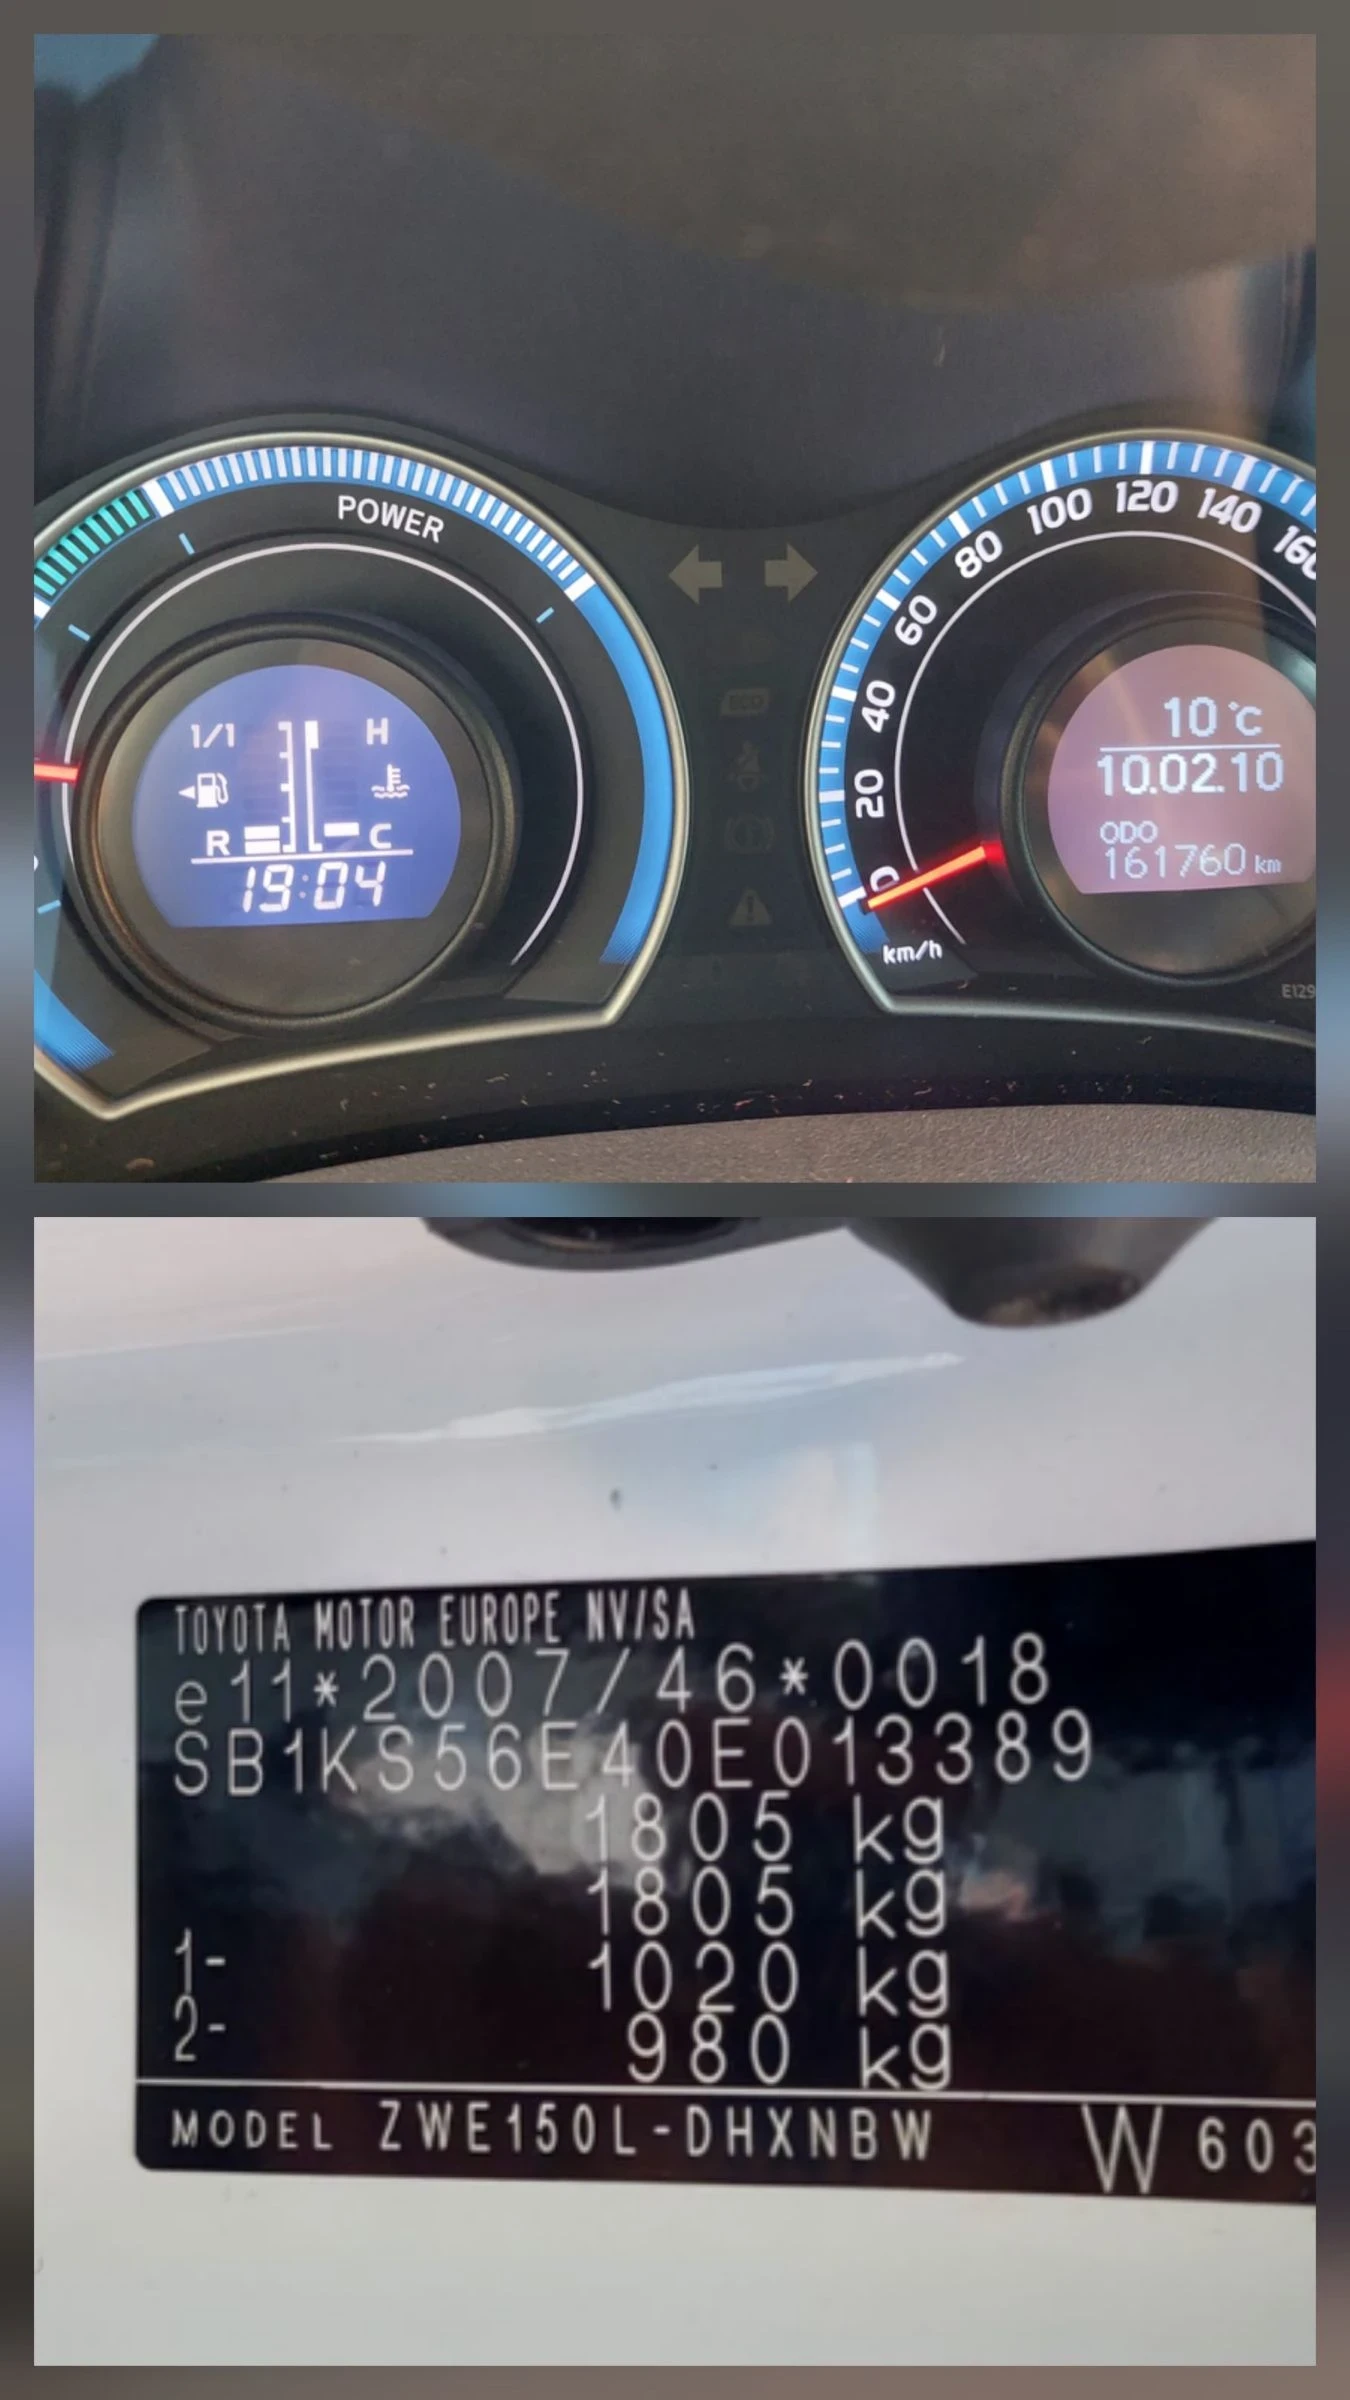 POWER
1/1 H
R C
19:04
0 20 40 60 80 100 120 140
km/h
10°C
10.02.10
ODO
161760 km
E129
ECO
TOYOTA MOTOR EUROPE NV/SA
e11*2007/46*0018
SB1KS56E40E013389
1805 kg
1805 kg
1- 1020 kg
2- 980 kg
MODEL ZWE150L-DHXNBW W 603